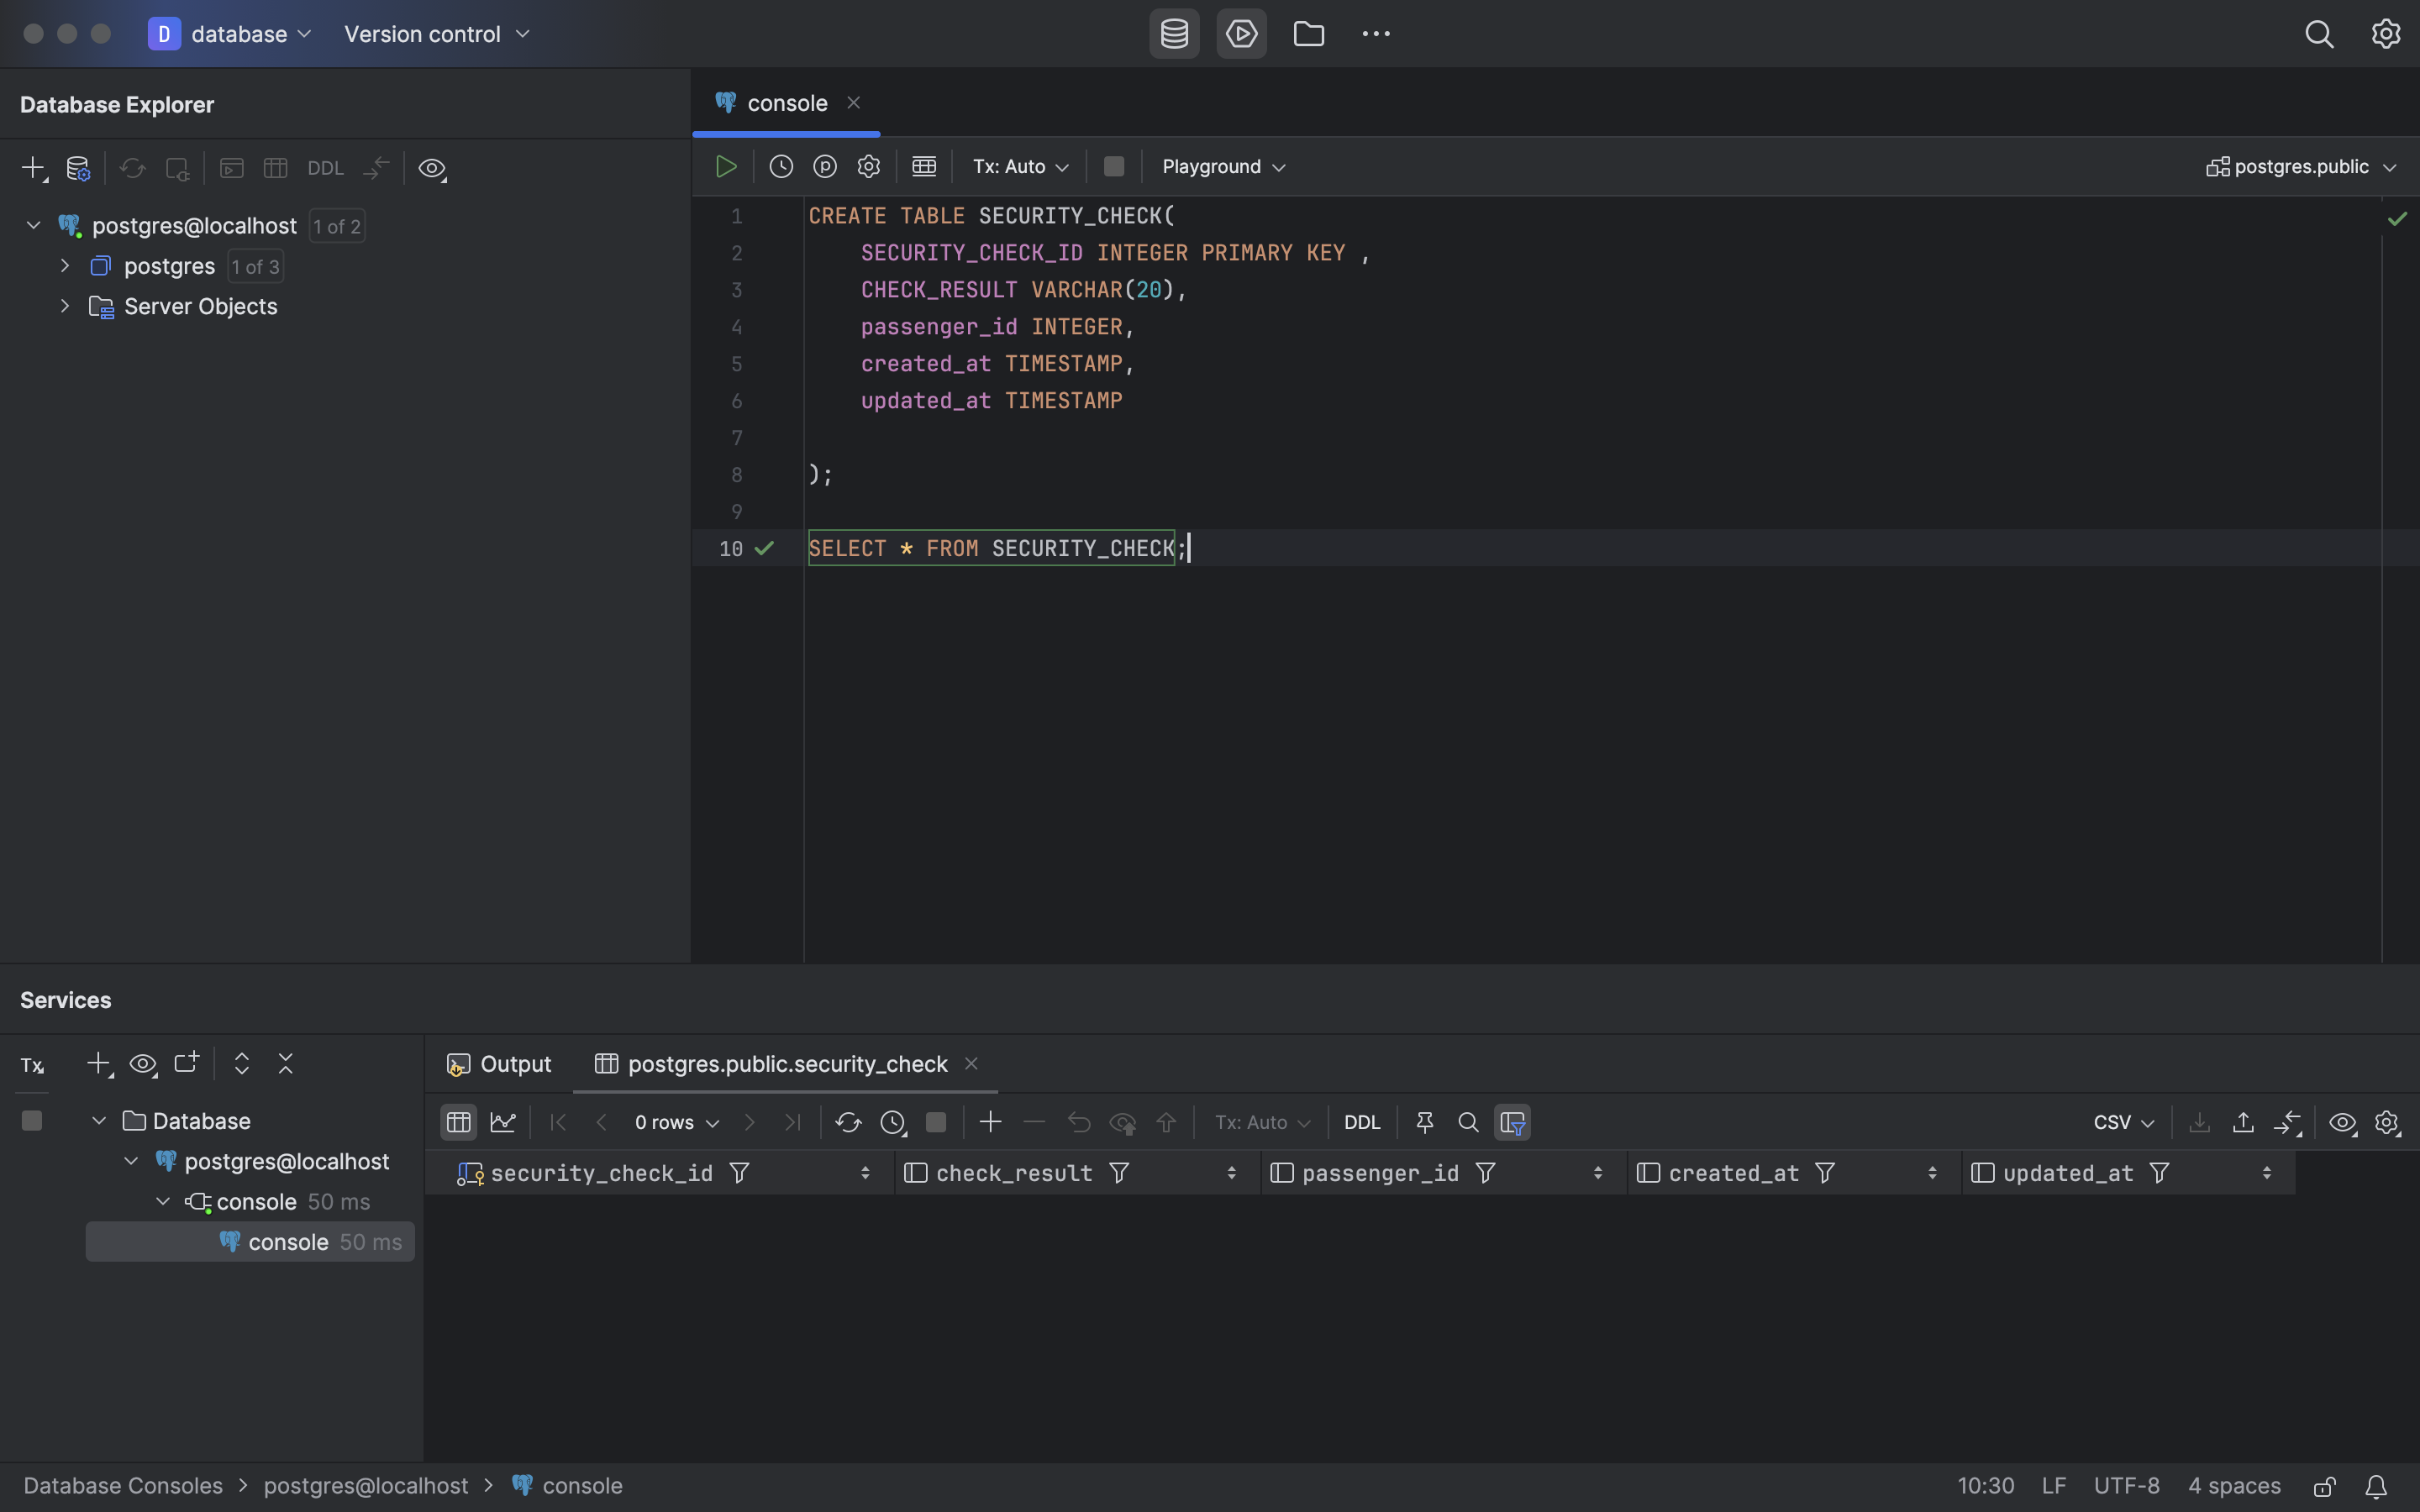 D database Version control
Database Explorer
console
DDL
Tx: Auto Playground postgres.public
postgres@localhost 1 of 2
postgres 1 of 3
Server Objects
1 CREATE TABLE SECURITY_CHECK(
2 SECURITY_CHECK_ID INTEGER PRIMARY KEY ,
3 CHECK_RESULT VARCHAR(20),
4 passenger_id INTEGER,
5 created_at TIMESTAMP,
6 updated_at TIMESTAMP
7
8 );
9
10 SELECT * FROM SECURITY_CHECK;
Services
Tx
Output postgres.public.security_check
Database
postgres@localhost
console 50 ms
console 50 ms
0 rows Tx: Auto DDL CSV
security_check_id check_result passenger_id created_at updated_at
Database Consoles > postgres@localhost > console 10:30 LF UTF-8 4 spaces